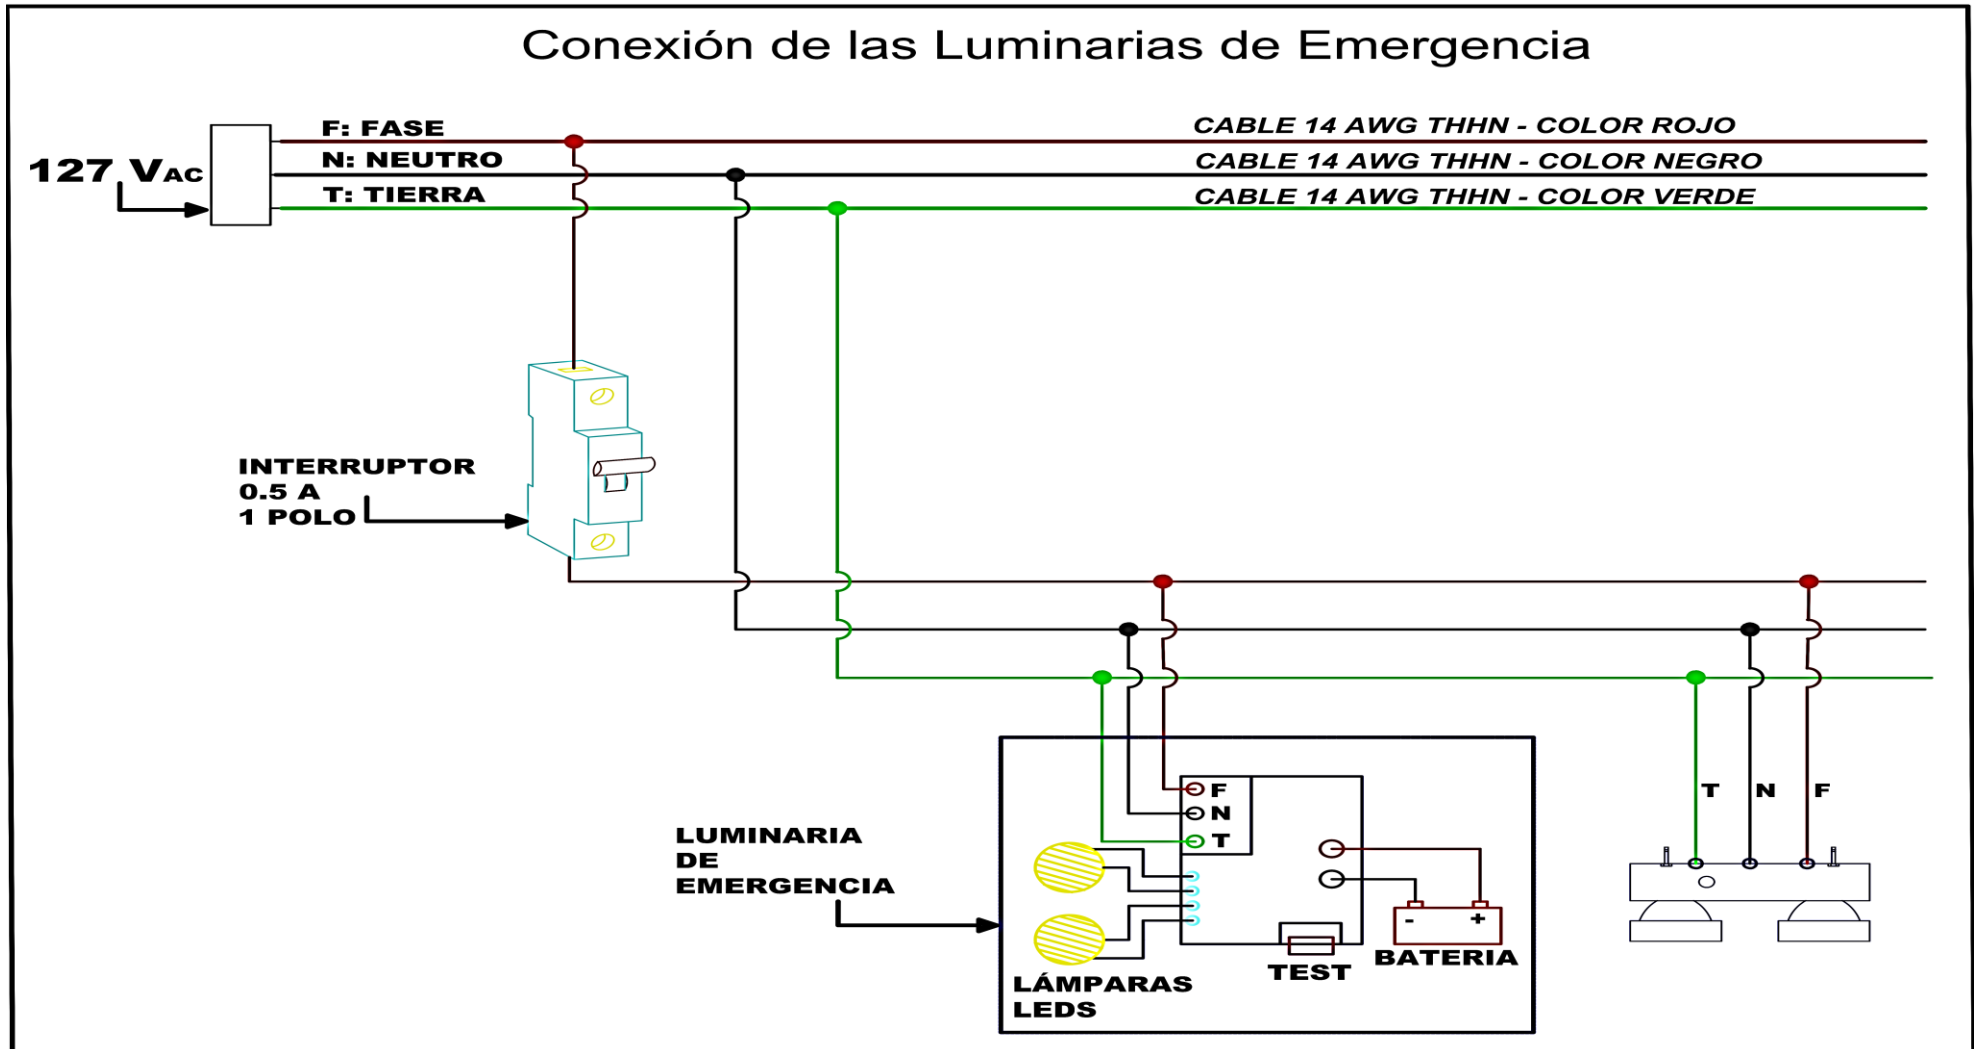 Conexión de las Luminarias de Emergencia
F: FASE
CABLE 14 AWG THHN - COLOR ROJO
127 VAC
N: NEUTRO
CABLE 14 AWG THHN - COLOR NEGRO
T: TIERRA
CABLE 14 AWG THHN - COLOR VERDE
INTERRUPTOR
0.5 A
1 POLO
F
N
T
T
N
F
LUMINARIA
DE
EMERGENCIA
- +
BATERIA
TEST
LÁMPARAS
LEDS